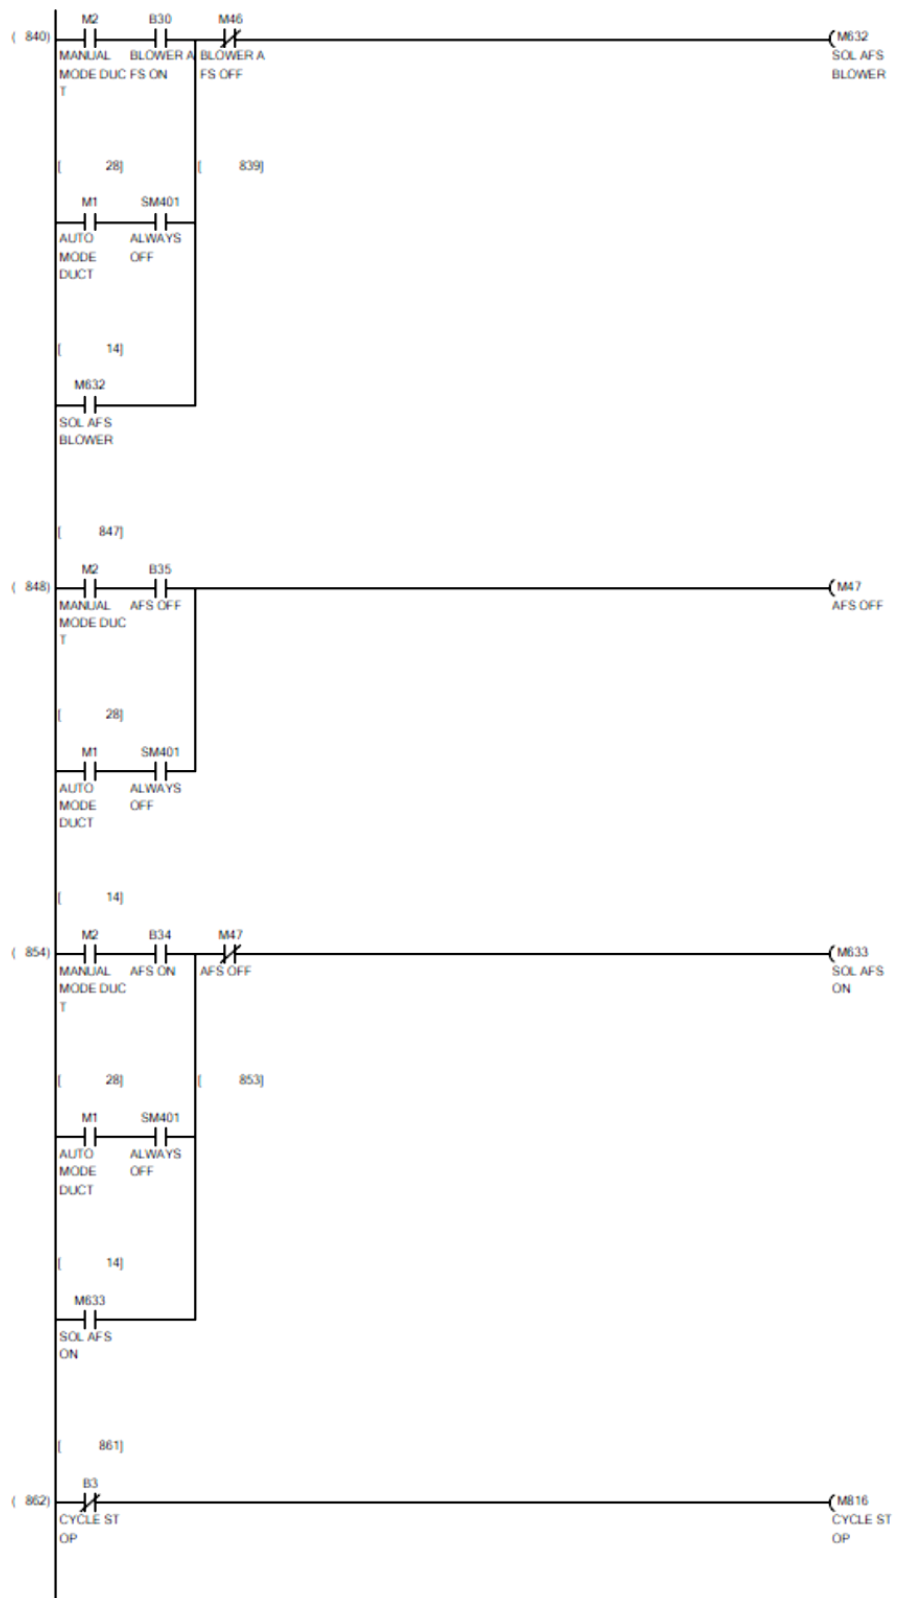 M2 B30 M46
( 840) (M632
MANUAL BLOWER A BLOWER A SOL AFS
MODE DUC FS ON FS OFF BLOWER
T
[ 28] [ 839]
M1 SM401
AUTO ALWAYS
MODE OFF
DUCT
[ 14]
M632
SOL AFS
BLOWER
[ 847]
M2 B35
( 848) (M47
MANUAL AFS OFF AFS OFF
MODE DUC
T
[ 28]
M1 SM401
AUTO ALWAYS
MODE OFF
DUCT
[ 14]
M2 B34 M47
( 854) (M633
MANUAL AFS ON AFS OFF SOL AFS
MODE DUC ON
T
[ 28] [ 853]
M1 SM401
AUTO ALWAYS
MODE OFF
DUCT
[ 14]
M633
SOL AFS
ON
[ 861]
B3
( 862) (M816
CYCLE ST CYCLE ST
OP OP